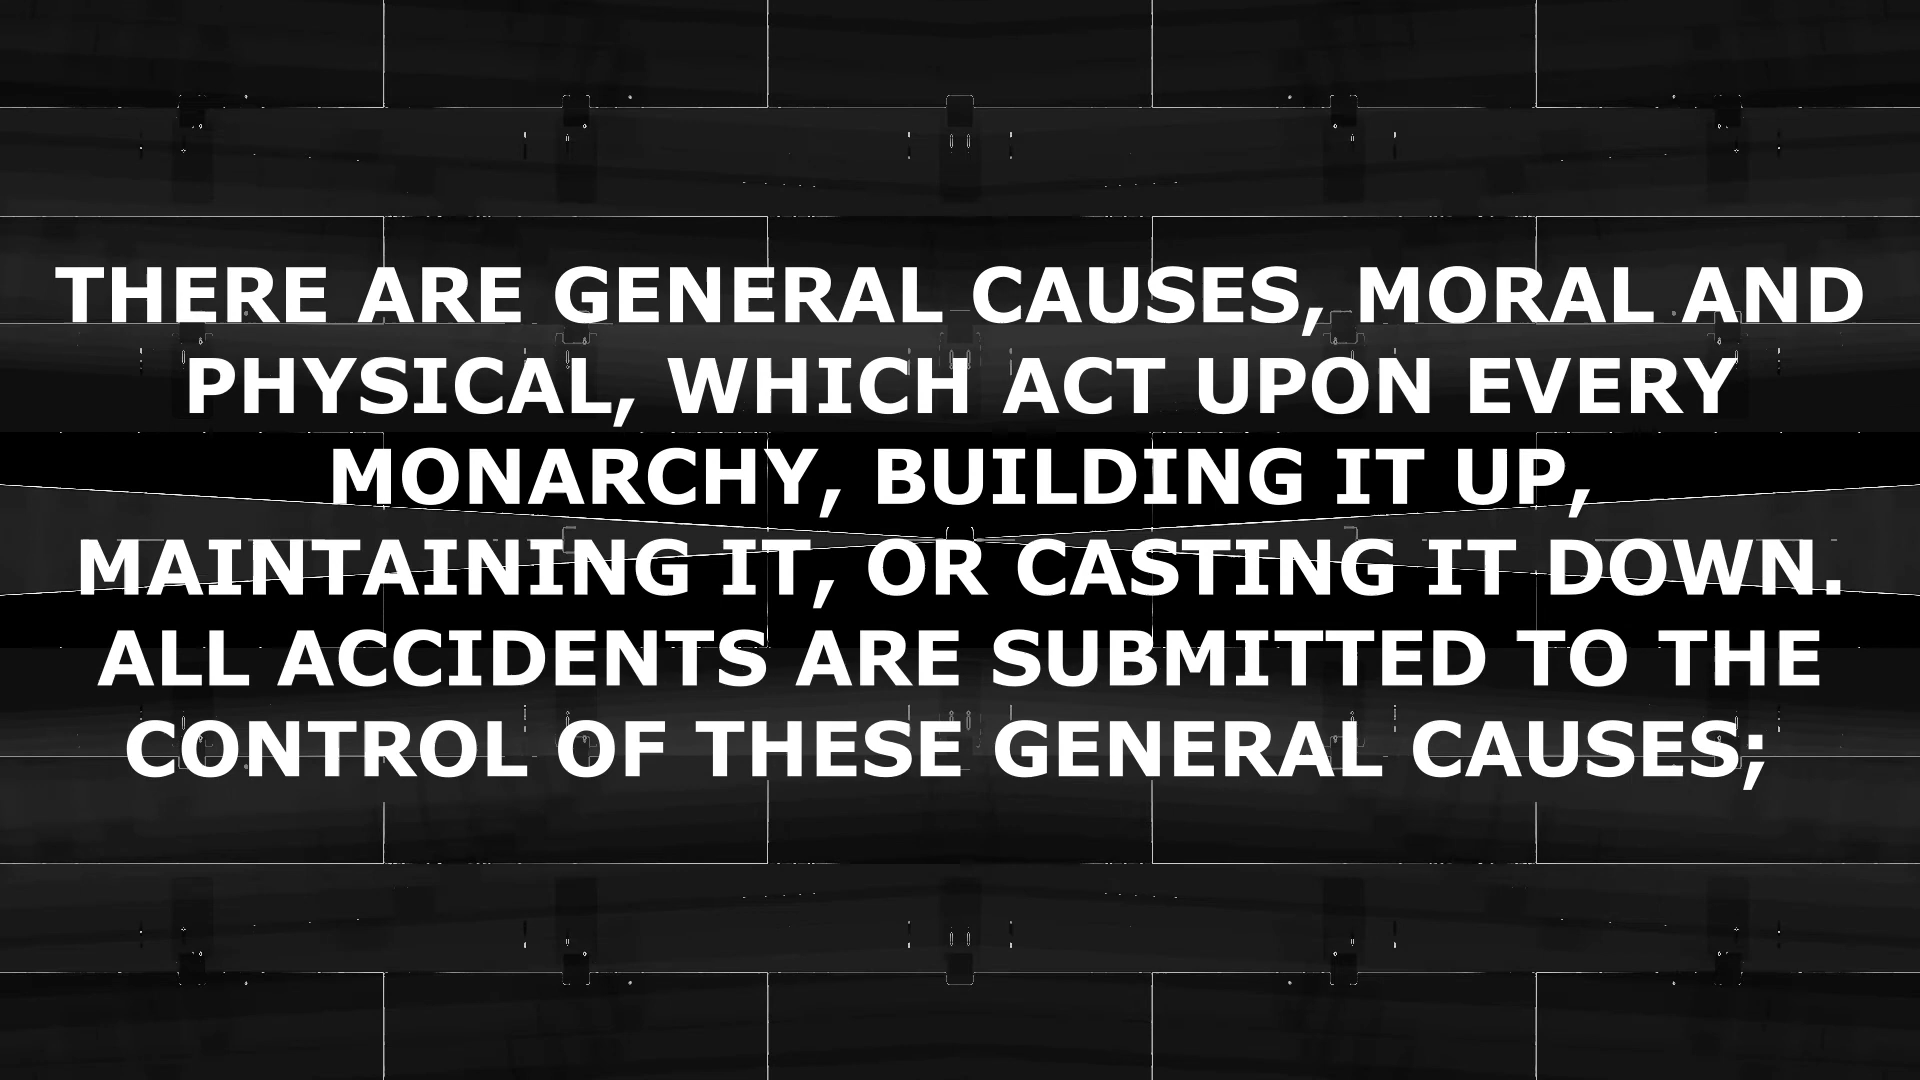 THERE ARE GENERAL CAUSES, MORAL AND
PHYSICAL, WHICH ACT UPON EVERY
MONARCHY, BUILDING IT UP,
MAINTAINING IT, OR CASTING IT DOWN.
ALL ACCIDENTS ARE SUBMITTED TO THE
CONTROL OF THESE GENERAL CAUSES;